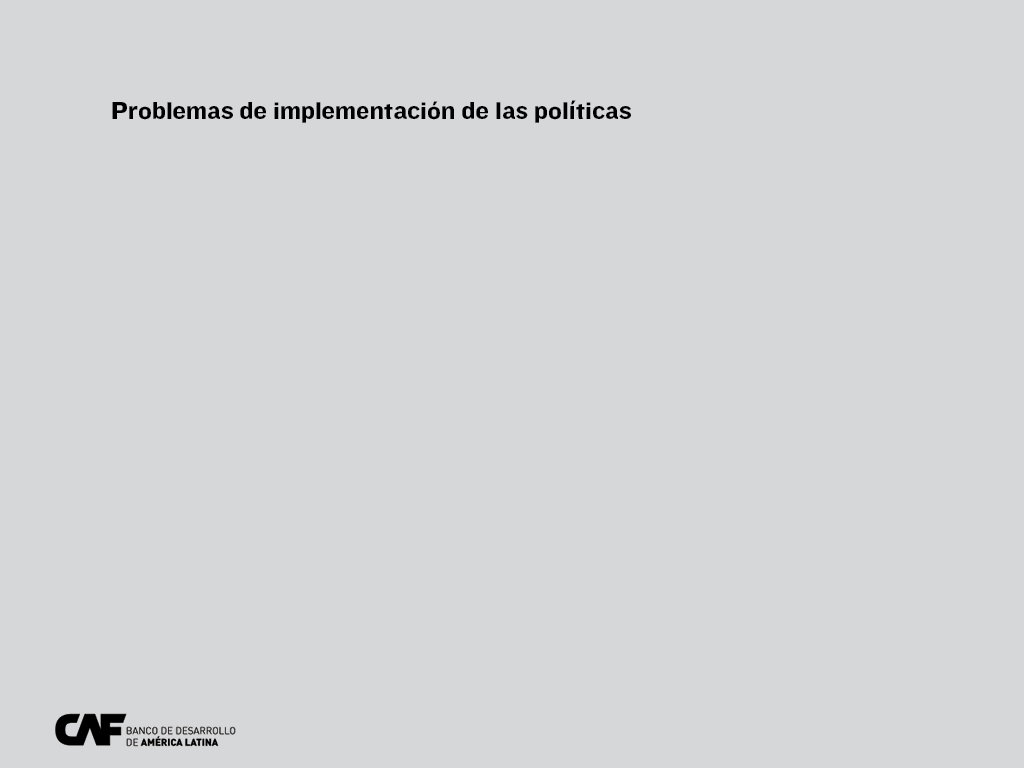 Problemas de implementación de las políticas
CAF BANCO DE DESARROLLO
DE AMÉRICA LATINA